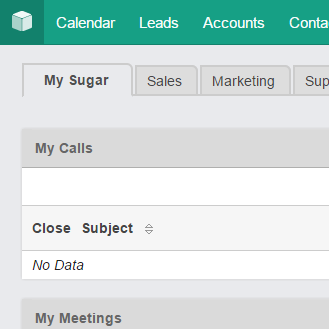 Calendar Leads Accounts Conta
My Sugar Sales Marketing Sup
My Calls
Close Subject
No Data
My Meetings